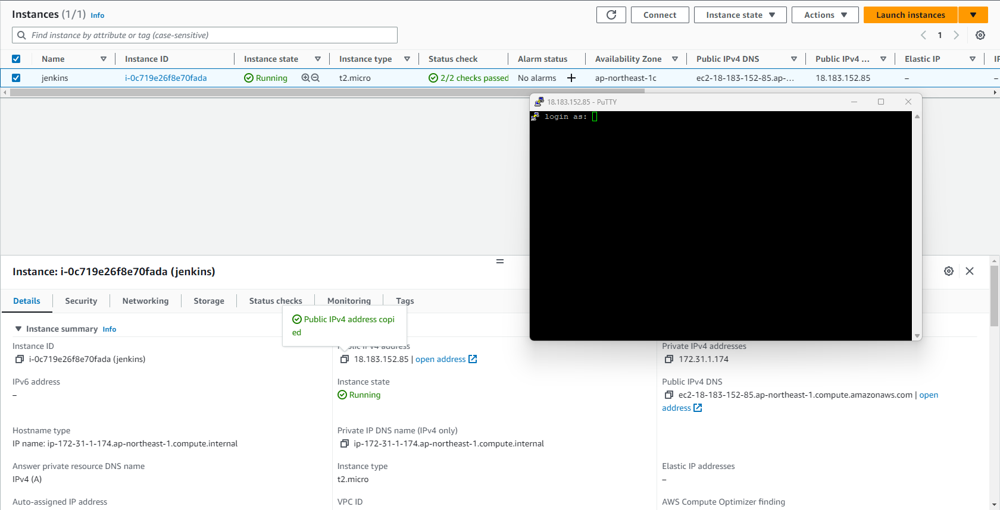 Instances (1/1) Info
Connect
Instance state
Actions
Launch instances
Find instance by attribute or tag (case-sensitive)
1
Name
Instance ID
Instance state
Instance type
Status check
Alarm status
Availability Zone
Public IPv4 DNS
Public IPv4 ...
Elastic IP
jenkins
i-0c719e26f8e70fada
Running
t2.micro
2/2 checks passed
No alarms
ap-northeast-1c
ec2-18-183-152-85.ap-...
18.183.152.85
–
–
18.183.152.85 - PuTTY
login as:
Instance: i-0c719e26f8e70fada (jenkins)
Details
Security
Networking
Storage
Status checks
Monitoring
Tags
Public IPv4 address copi
ed
Instance summary Info
Instance ID
i-0c719e26f8e70fada (jenkins)
Public IPv4 address
18.183.152.85 | open address
Private IPv4 addresses
172.31.1.174
IPv6 address
–
Instance state
Running
Public IPv4 DNS
ec2-18-183-152-85.ap-northeast-1.compute.amazonaws.com | open
address
Hostname type
IP name: ip-172-31-1-174.ap-northeast-1.compute.internal
Private IP DNS name (IPv4 only)
ip-172-31-1-174.ap-northeast-1.compute.internal
Answer private resource DNS name
IPv4 (A)
Instance type
t2.micro
Elastic IP addresses
–
Auto-assigned IP address
VPC ID
AWS Compute Optimizer finding